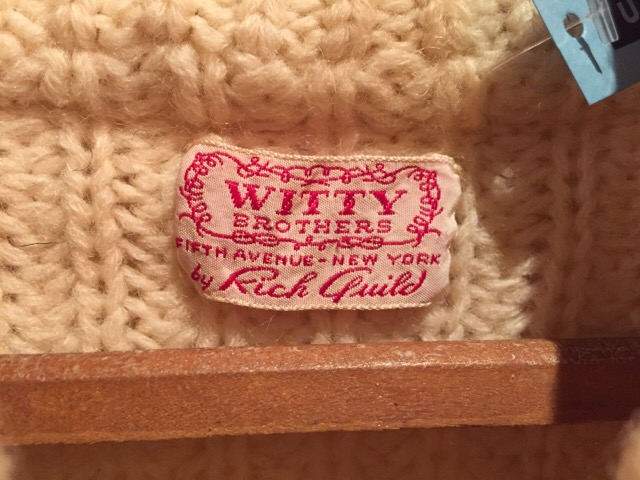 WITTY
BROTHERS
FIFTH AVENUE - NEW YORK
by Rich Guild